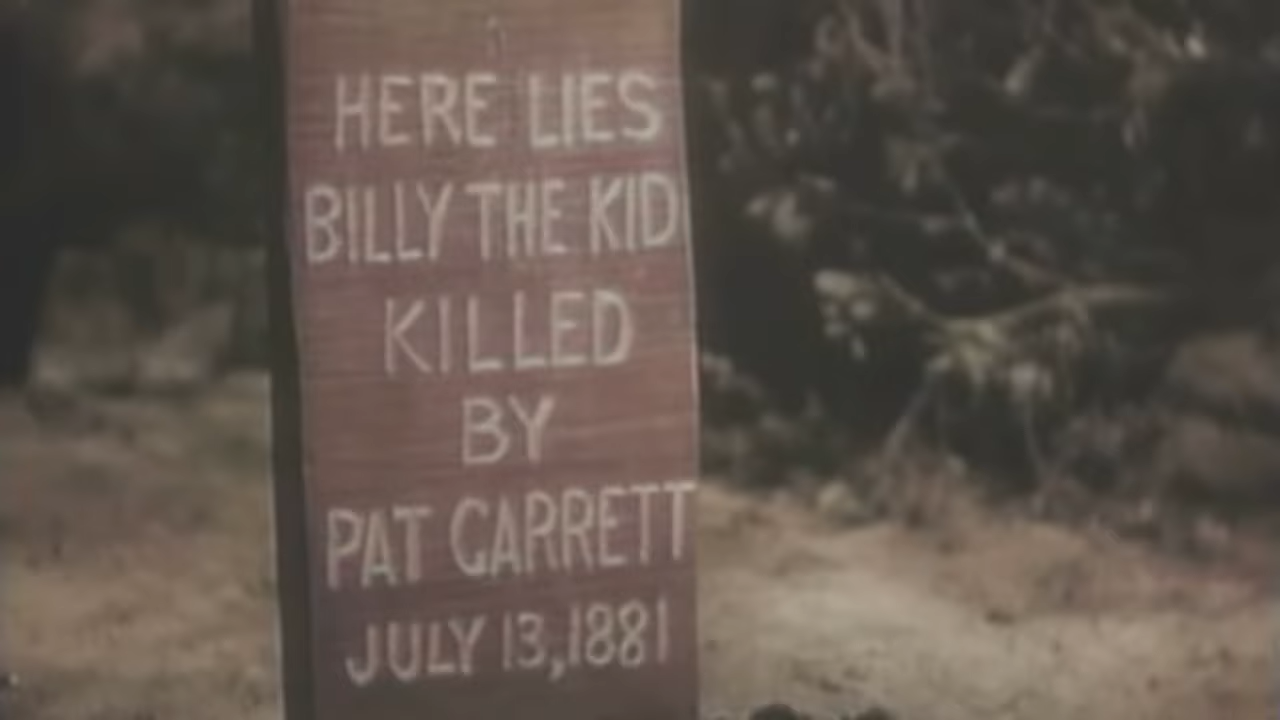 HERE LIES
BILLY THE KID
KILLED
BY
PAT GARRETT
JULY 13, 1881